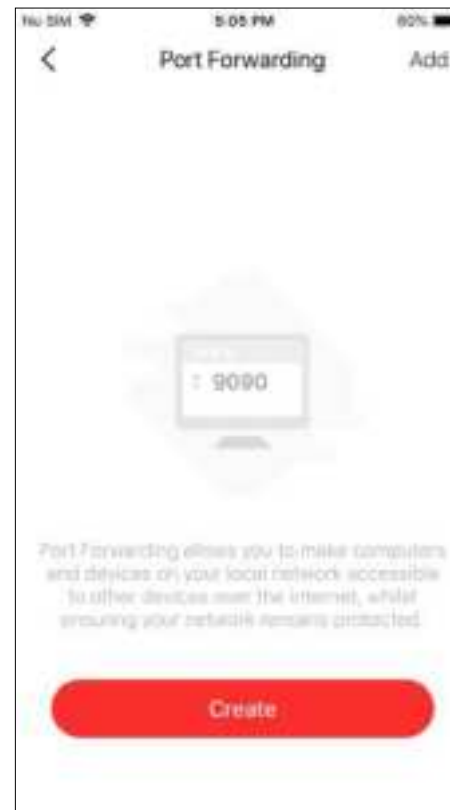 No SIM 5:05 PM 80%
Port Forwarding Add
: 9090
Port Forwarding allows you to make computers
and devices on your local network accessible
to other devices over the internet, whilst
ensuring your network remains protected.
Create